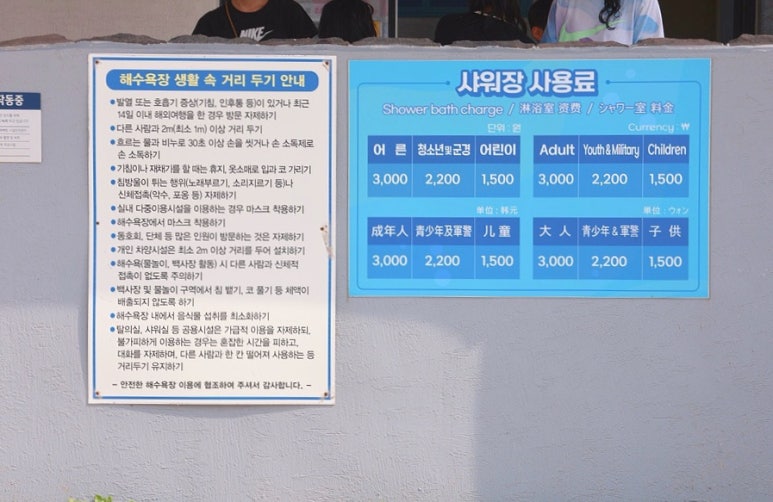 NIKE
작동중
해수욕장 생활 속 거리 두기 안내
발열 또는 호흡기 증상(기침, 인후통 등)이 있거나 최근
14일 이내 해외여행을 한 경우 방문 자제하기
다른 사람과 2m(최소 1m) 이상 거리 두기
흐르는 물과 비누로 30초 이상 손을 씻거나 손 소독제로
손 소독하기
기침이나 재채기를 할 때는 휴지, 옷소매로 입과 코 가리기
침방울이 튀는 행위(노래부르기, 소리지르기 등)나
신체접촉(악수, 포옹 등) 자제하기
실내 다중이용시설을 이용하는 경우 마스크 착용하기
해수욕장에서 마스크 착용하기
동호회, 단체 등 많은 인원이 방문하는 것은 자제하기
개인 차양시설은 최소 2m 이상 거리를 두어 설치하기
해수욕(물놀이, 백사장 활동) 시 다른 사람과 신체적
접촉이 없도록 주의하기
백사장 및 물놀이 구역에서 침 뱉기, 코 풀기 등 체액이
배출되지 않도록 하기
해수욕장 내에서 음식물 섭취를 최소화하기
탈의실, 샤워실 등 공용시설은 가급적 이용을 자제하되,
불가피하게 이용하는 경우는 혼잡한 시간을 피하고,
대화를 자제하며, 다른 사람과 한 칸 떨어져 사용하는 등
거리두기 유지하기
– 안전한 해수욕장 이용에 협조하여 주셔서 감사합니다. –
샤워장 사용료
Shower bath charge / 淋浴室 资费 / シャワー室 料金
단위 : 원
어 른 청소년 및 군경 어린이
3,000 2,200 1,500
Currency : ₩
Adult Youth & Military Children
3,000 2,200 1,500
单位 : 韩元
成年人 青少年及軍警 儿 童
3,000 2,200 1,500
単位 : ウォン
大 人 青少年 & 軍警 子 供
3,000 2,200 1,500